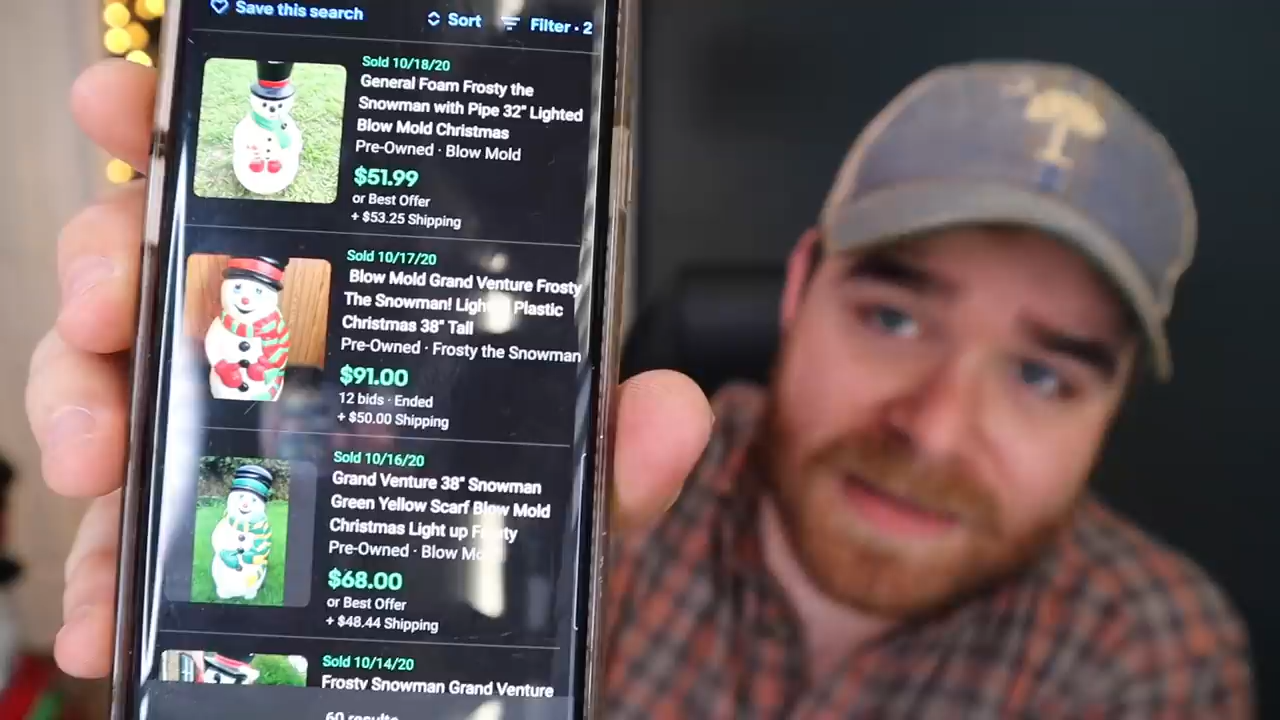 Save this search
Sort
Filter · 2
Sold 10/18/20
General Foam Frosty the
Snowman with Pipe 32" Lighted
Blow Mold Christmas
Pre-Owned · Blow Mold
$51.99
or Best Offer
+ $53.25 Shipping
Sold 10/17/20
Blow Mold Grand Venture Frosty
The Snowman! Plastic
Christmas 38" Tall
Pre-Owned · Frosty the Snowman
$91.00
12 bids · Ended
+ $50.00 Shipping
Sold 10/16/20
Grand Venture 38" Snowman
Green Yellow Scarf Blow Mold
Christmas Light up
Pre-Owned · Blow
$68.00
or Best Offer
+ $48.44 Shipping
Sold 10/14/20
Frosty Snowman Grand Venture
60 results